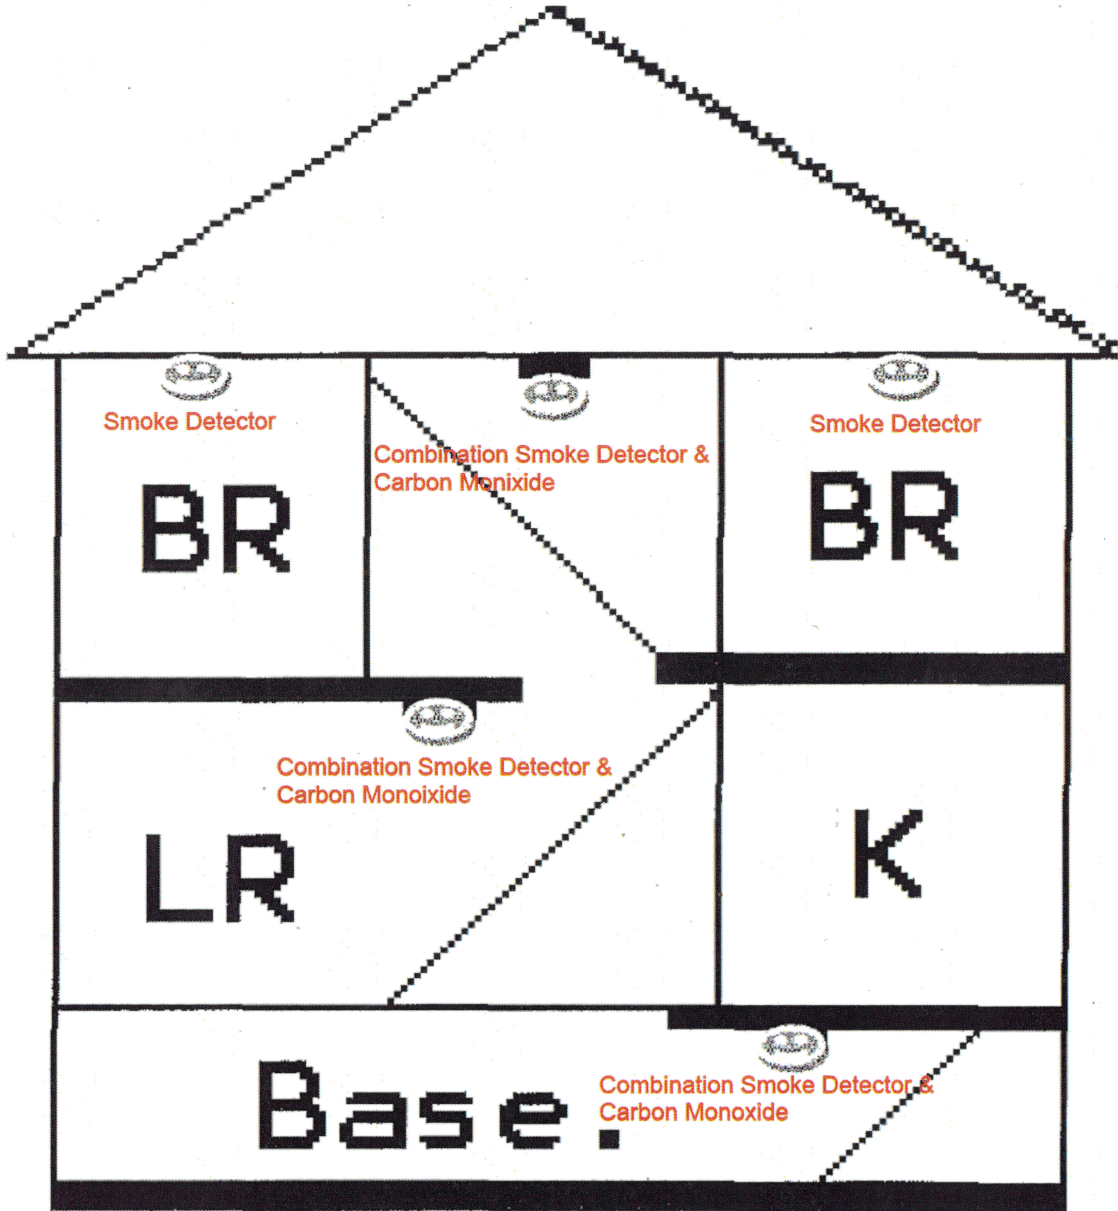 Smoke Detector
Smoke Detector
Combination Smoke Detector &
Carbon Monixide
BR
BR
Combination Smoke Detector &
Carbon Monoixide
LR
K
Combination Smoke Detector &
Carbon Monoxide
Base.